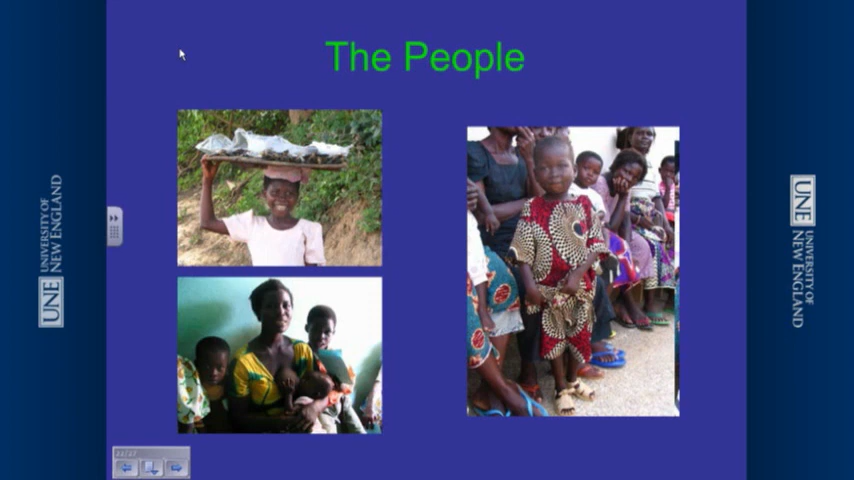 The People
UNE
UNIVERSITY OF
NEW ENGLAND
UNE
UNIVERSITY OF
NEW ENGLAND